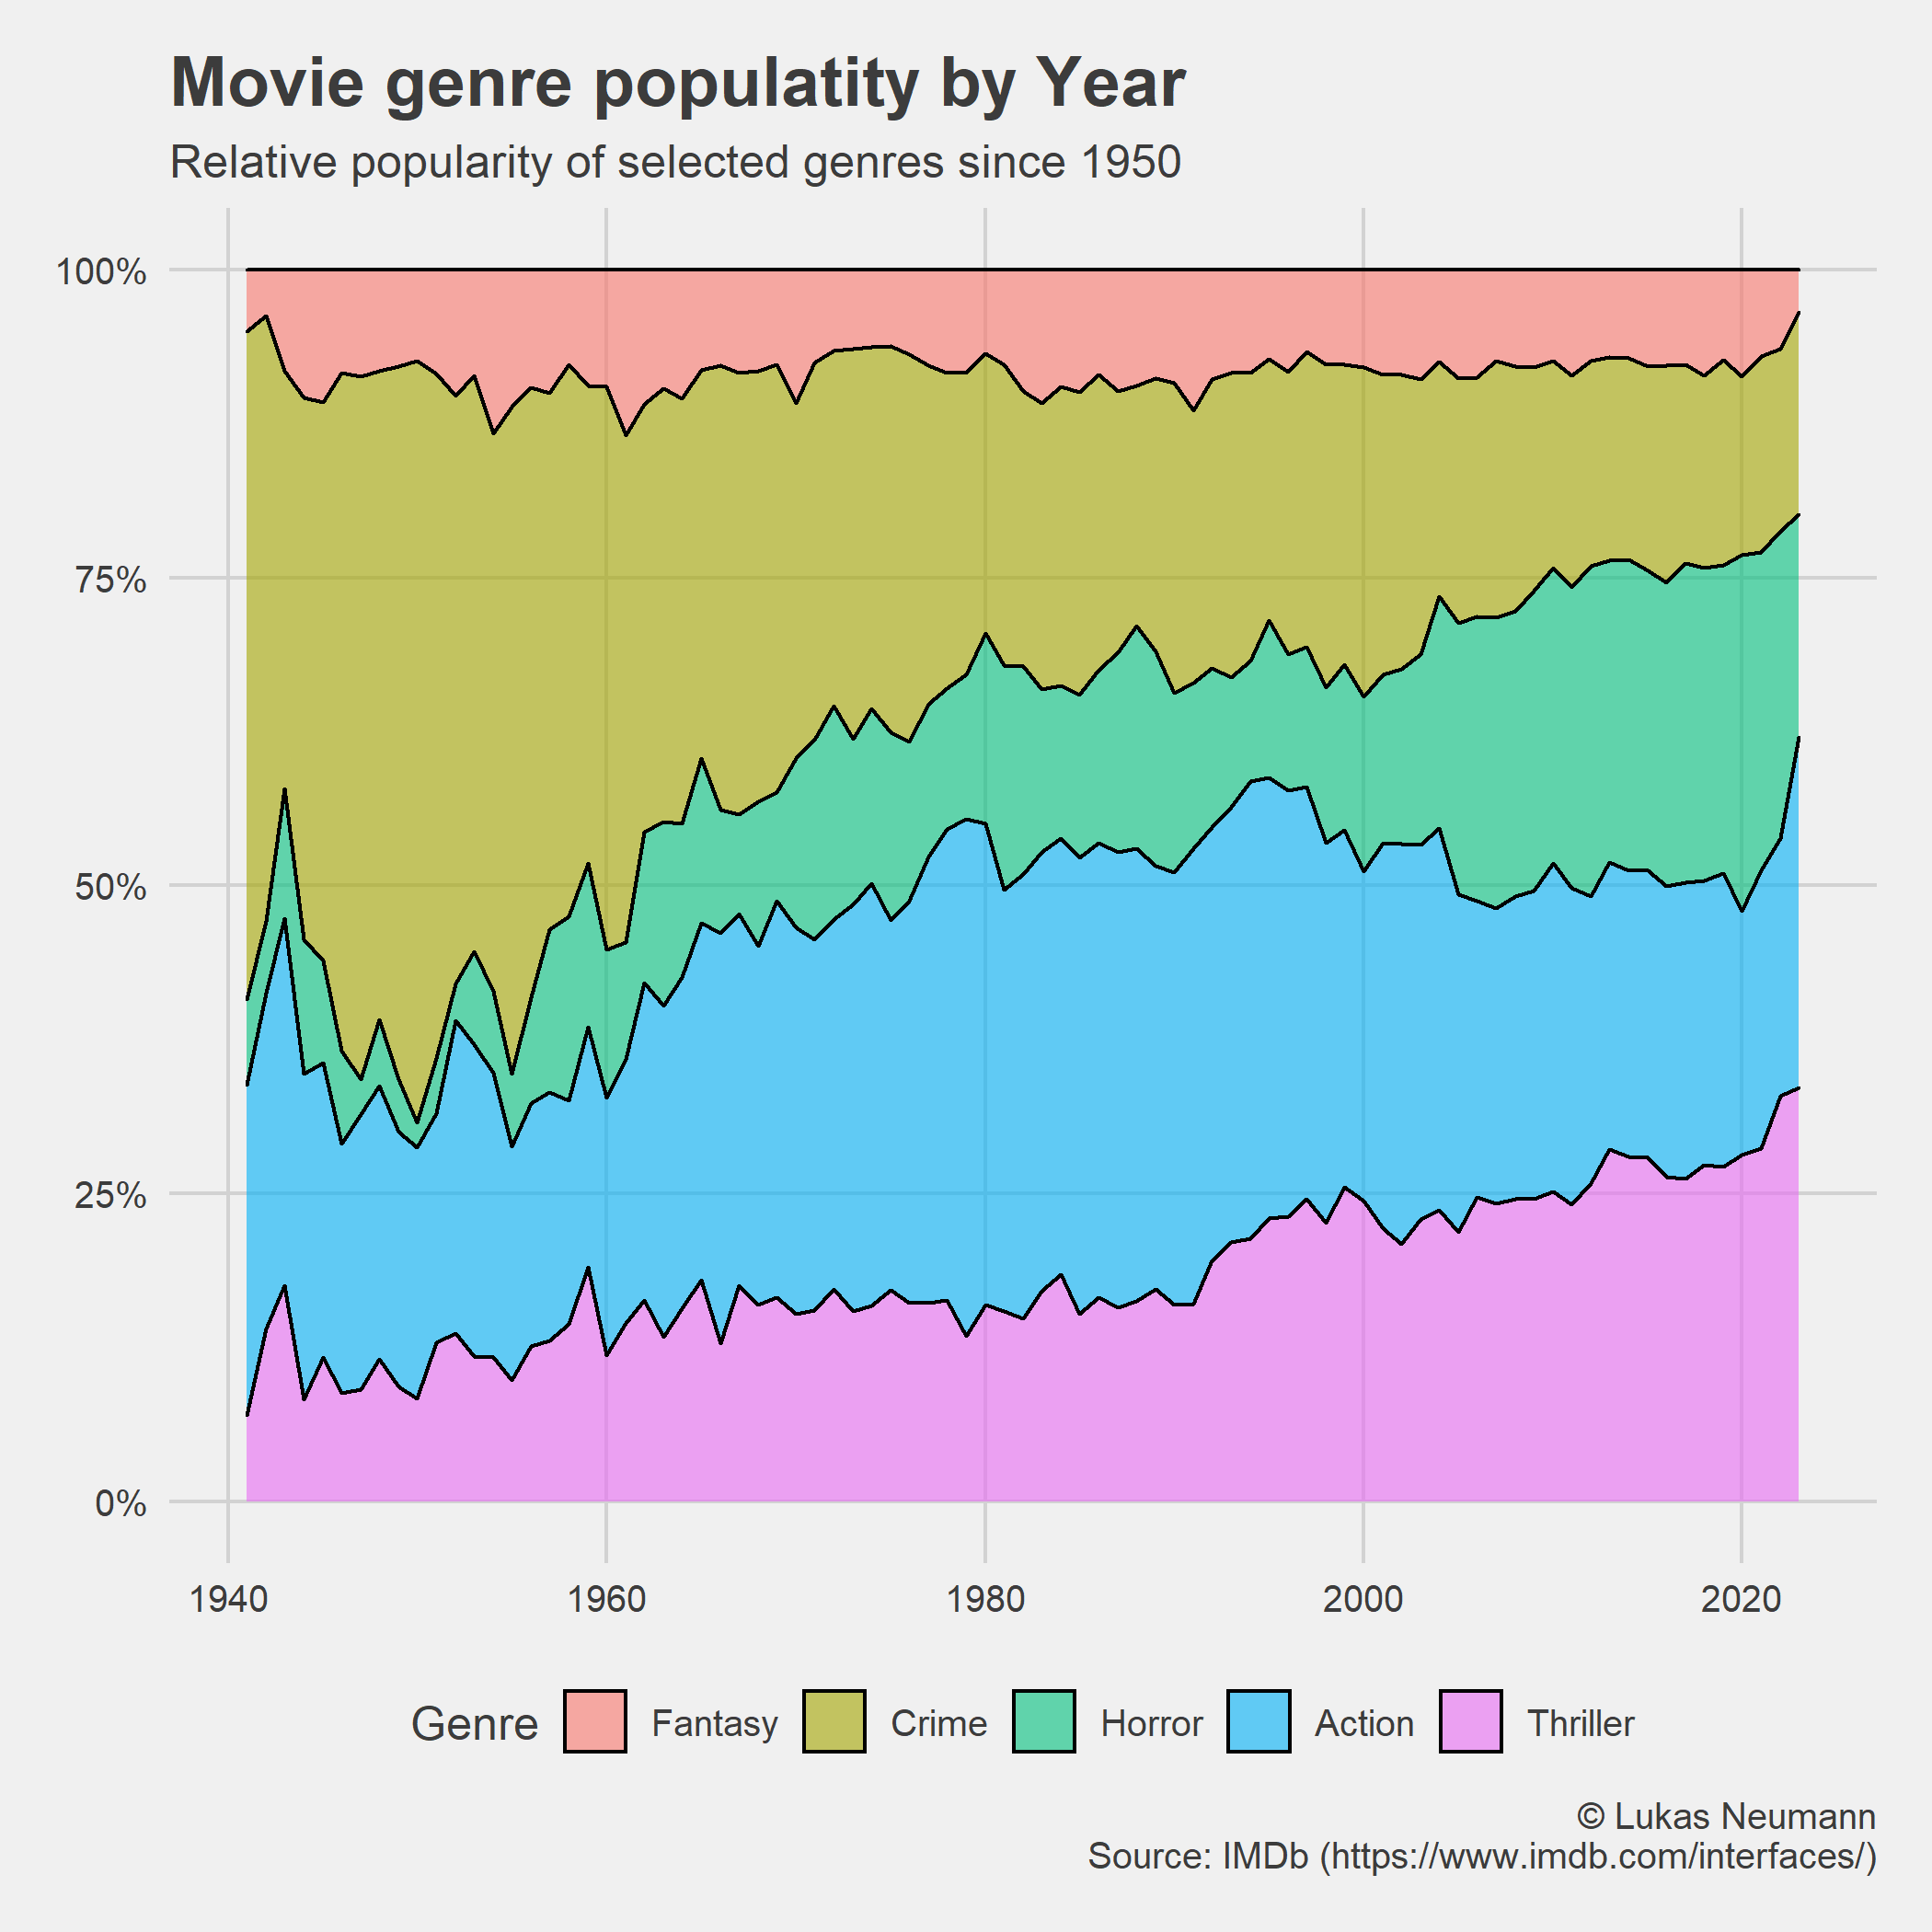 Movie genre populatity by Year
Relative popularity of selected genres since 1950
100%
75%
50%
25%
0%
1940 1960 1980 2000 2020
Genre Fantasy Crime Horror Action Thriller
© Lukas Neumann
Source: IMDb (https://www.imdb.com/interfaces/)